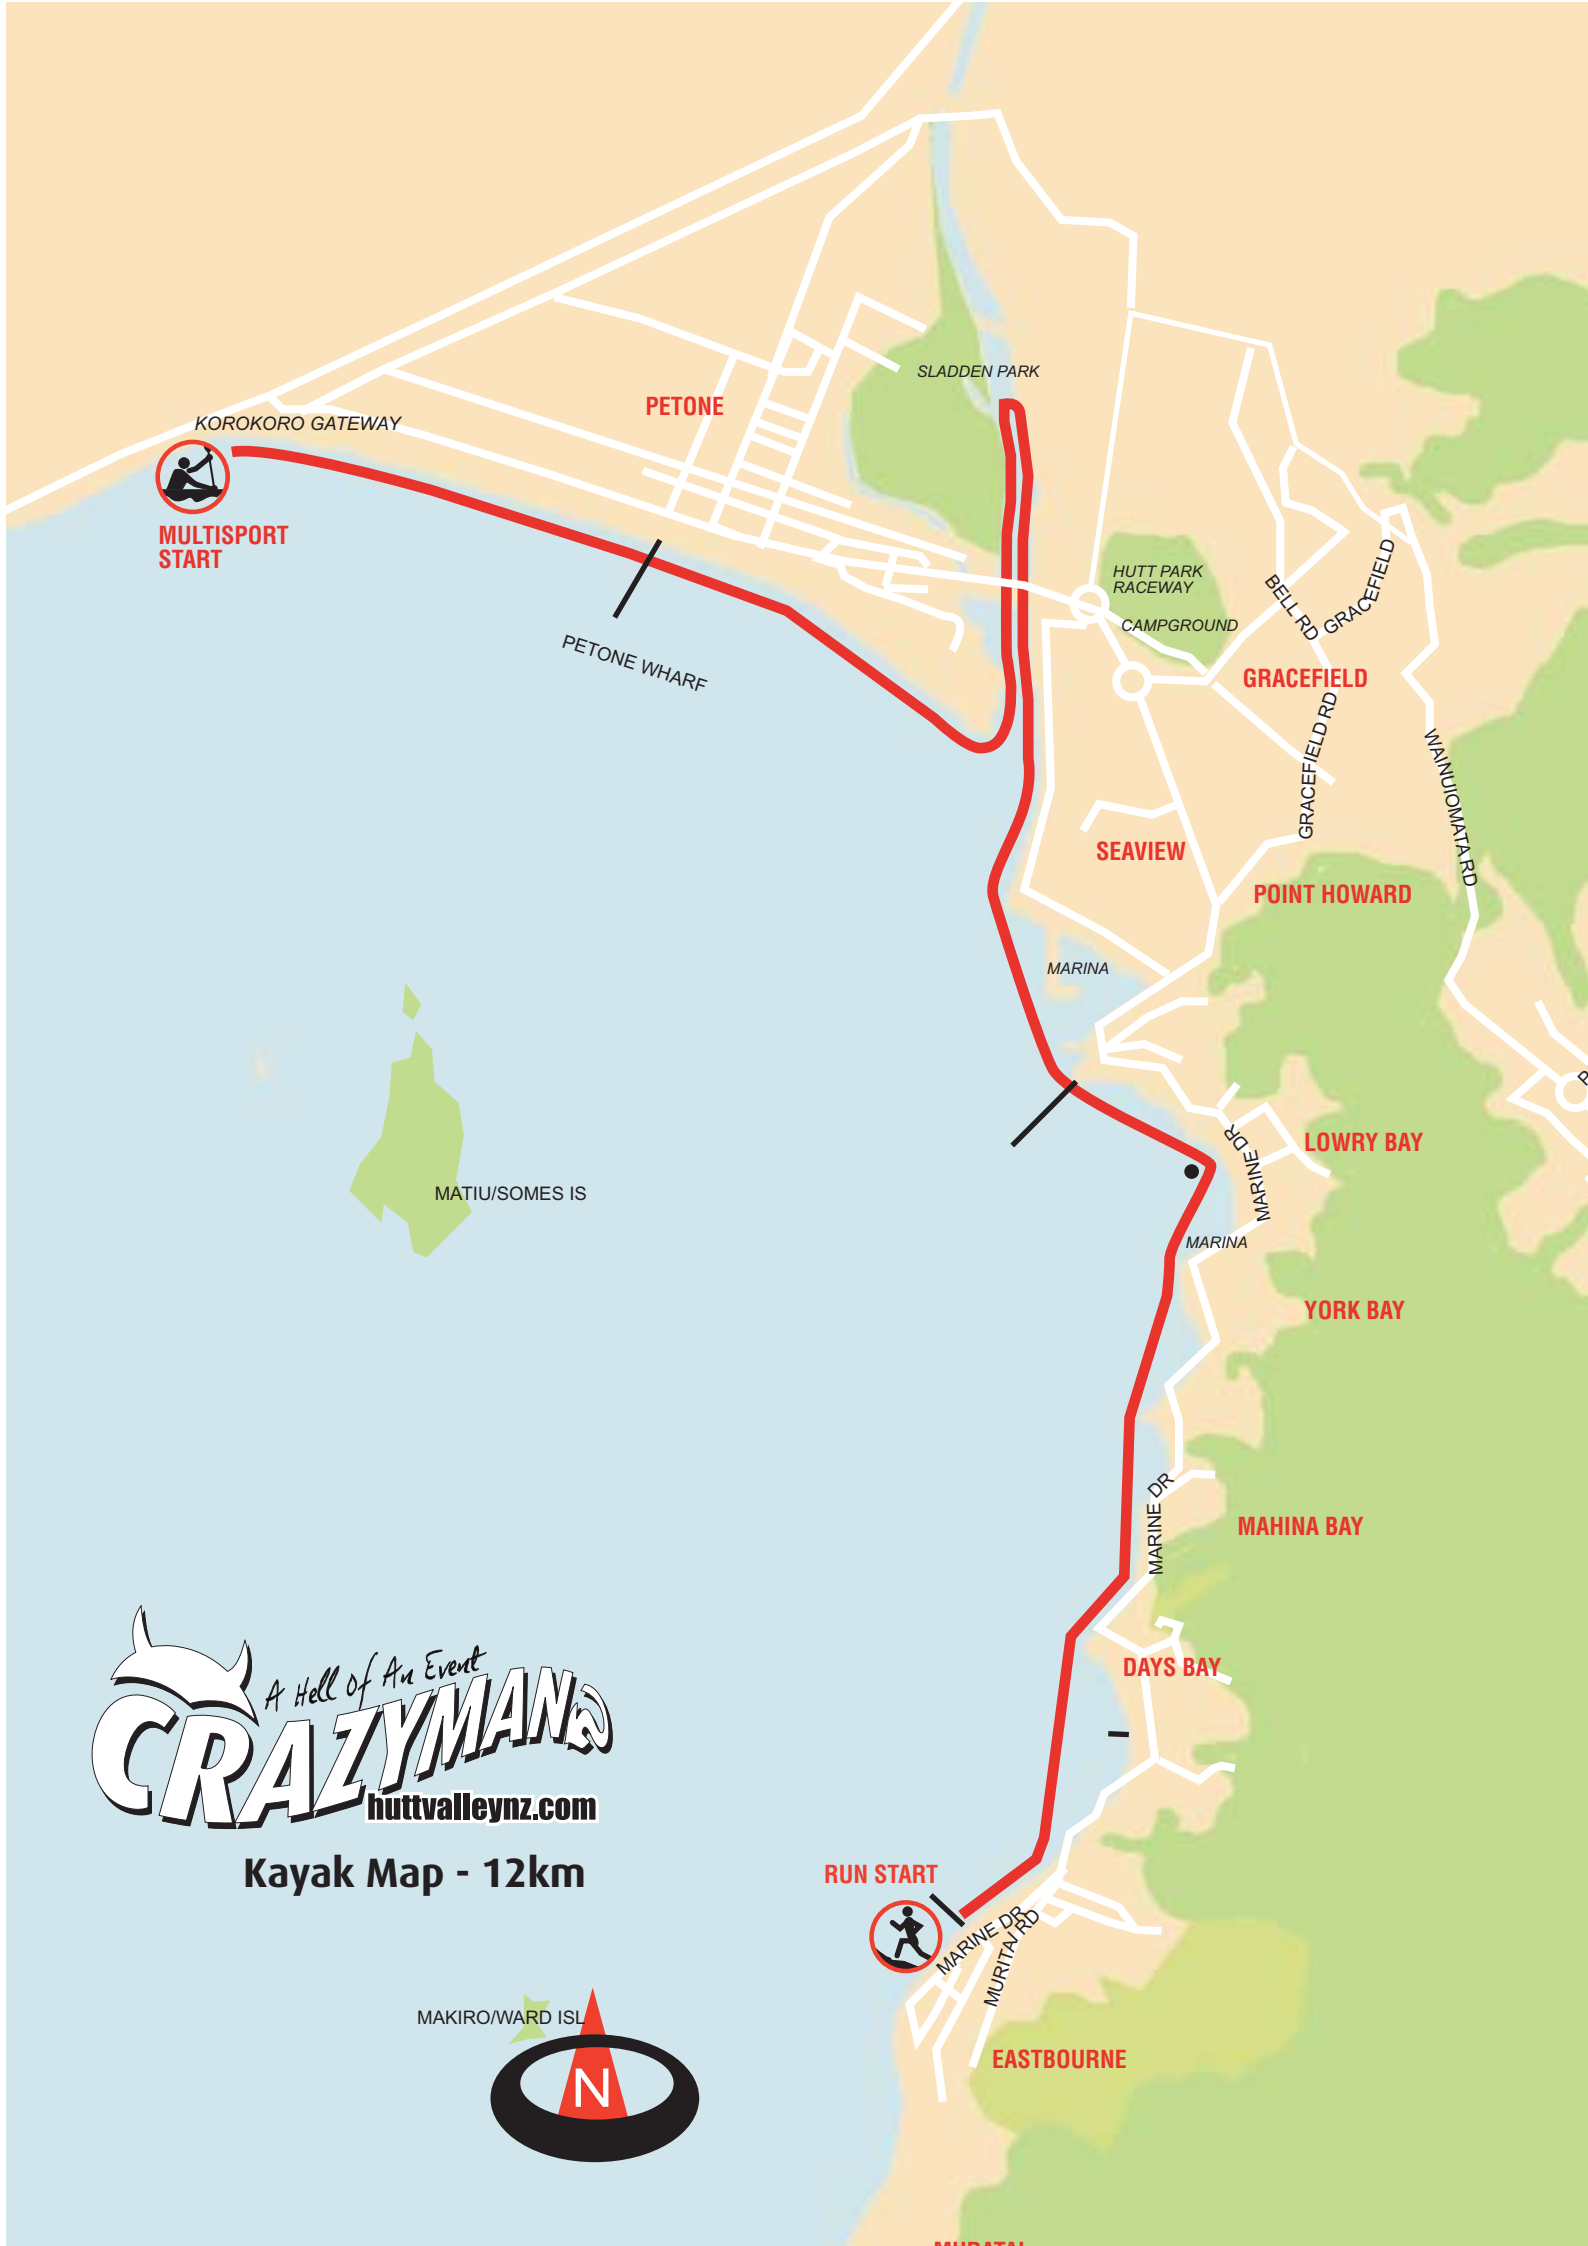 SLADDEN PARK
PETONE
KOROKORO GATEWAY
MULTISPORT
START
HUTT PARK
RACEWAY
BELL RD
GRACEFIELD
CAMPGROUND
PETONE WHARF
GRACEFIELD
GRACEFIELD RD
WAINUIOMATA RD
SEAVIEW
POINT HOWARD
MARINA
P
LOWRY BAY
MARINE DR
MATIU/SOMES IS
MARINA
YORK BAY
MARINE DR
MAHINA BAY
A Hell of An Event
CRAZYMAN
huttvalleynz.com
DAYS BAY
Kayak Map - 12km
RUN START
MARINE DR
MURITAI RD
MAKIRO/WARD ISL
N
EASTBOURNE